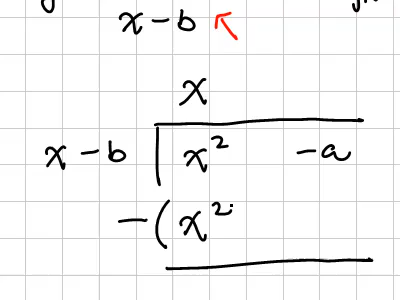 x - b
x
x - b x² - a
- ( x²